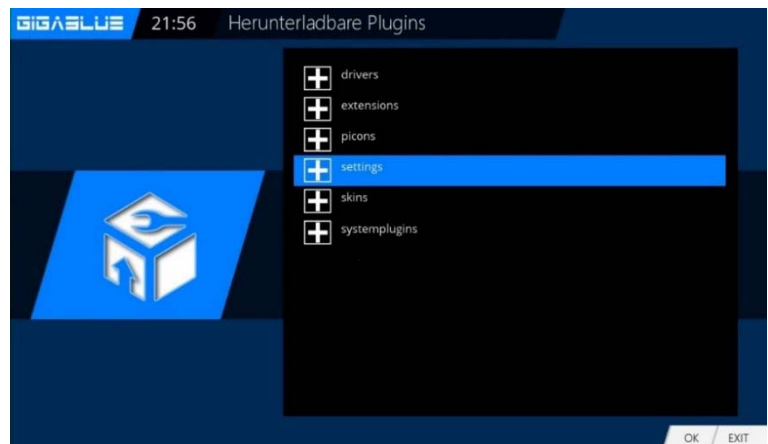 GIGABLUE 21:56 Herunterladbare Plugins
drivers
extensions
picons
settings
skins
systemplugins
OK / EXIT